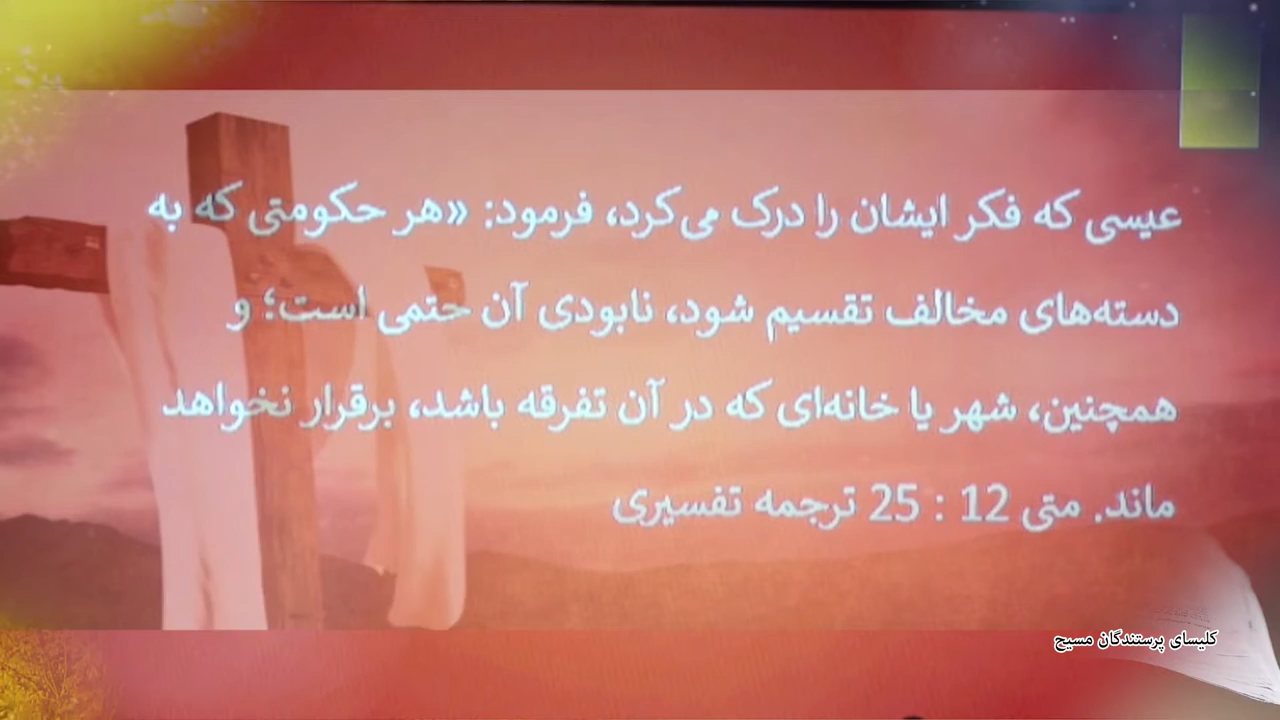 عیسی که فکر ایشان را درک می‌کرد، فرمود: «هر حکومتی که به
دسته‌های مخالف تقسیم شود، نابودی آن حتمی است؛ و
همچنین، شهر یا خانه‌ای که در آن تفرقه باشد، برقرار نخواهد
ماند. متی 12 : 25 ترجمه تفسیری
کلیسای پرستندگان مسیح